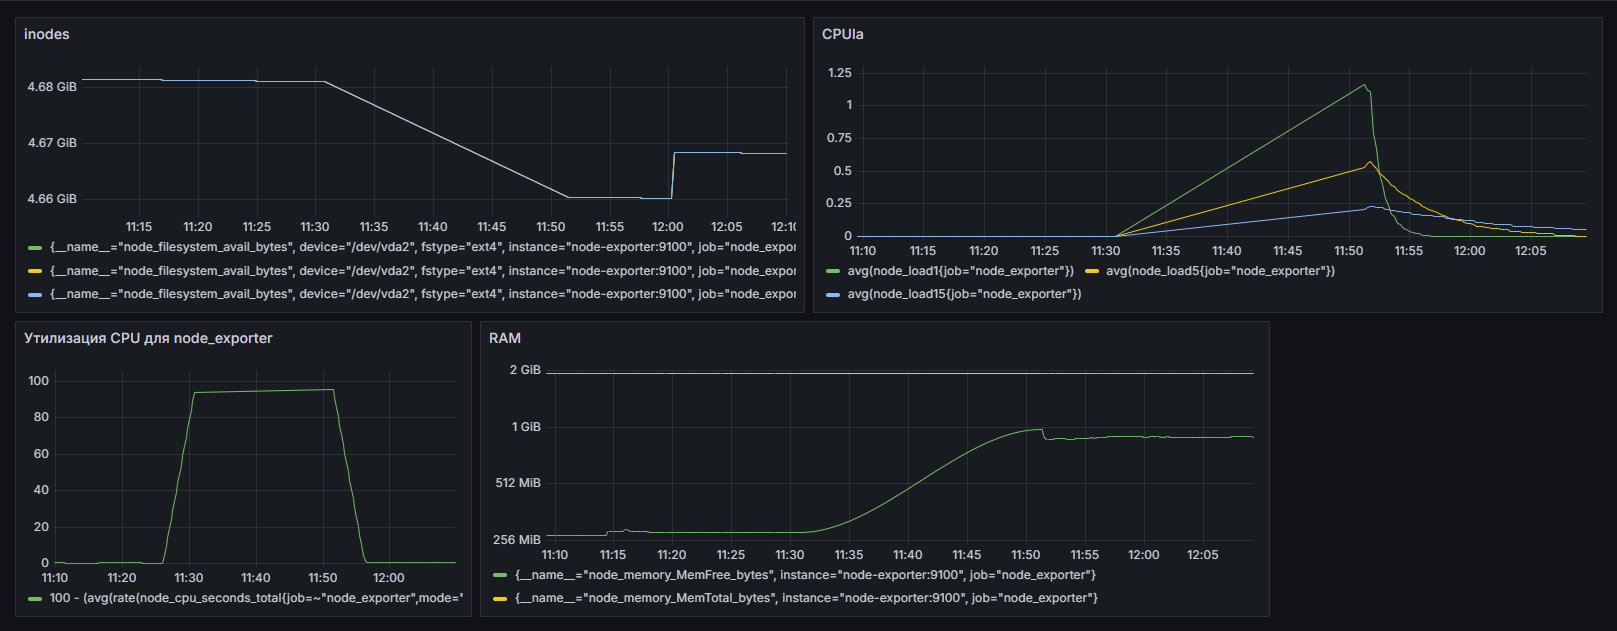 inodes
4.68 GiB
4.67 GiB
4.66 GiB
11:15 11:20 11:25 11:30 11:35 11:40 11:45 11:50 11:55 12:00 12:05 12:10
{__name__="node_filesystem_avail_bytes", device="/dev/vda2", fstype="ext4", instance="node-exporter:9100", job="node_expor
{__name__="node_filesystem_avail_bytes", device="/dev/vda2", fstype="ext4", instance="node-exporter:9100", job="node_expor
{__name__="node_filesystem_avail_bytes", device="/dev/vda2", fstype="ext4", instance="node-exporter:9100", job="node_expor
CPUla
1.25
1
0.75
0.5
0.25
0
11:10 11:15 11:20 11:25 11:30 11:35 11:40 11:45 11:50 11:55 12:00 12:05
avg(node_load1{job="node_exporter"}) avg(node_load5{job="node_exporter"})
avg(node_load15{job="node_exporter"})
Утилизация CPU для node_exporter
100
80
60
40
20
0
11:10 11:20 11:30 11:40 11:50 12:00
100 - (avg(rate(node_cpu_seconds_total{job=~"node_exporter",mode="
RAM
2 GiB
1 GiB
512 MiB
256 MiB
11:10 11:15 11:20 11:25 11:30 11:35 11:40 11:45 11:50 11:55 12:00 12:05
{__name__="node_memory_MemFree_bytes", instance="node-exporter:9100", job="node_exporter"}
{__name__="node_memory_MemTotal_bytes", instance="node-exporter:9100", job="node_exporter"}